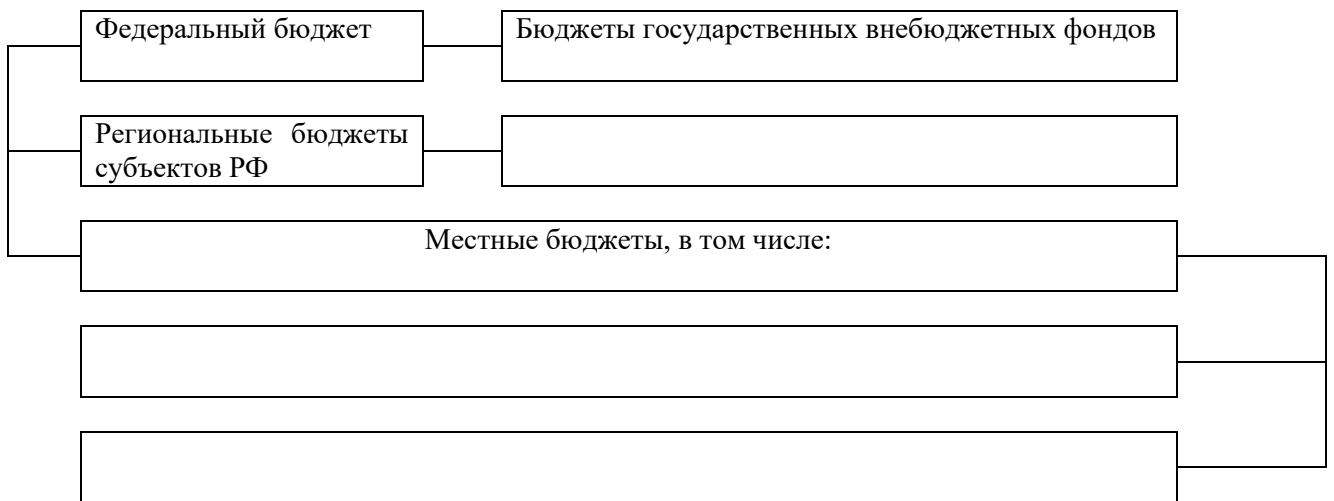 Федеральный бюджет
Бюджеты государственных внебюджетных фондов
Региональные бюджеты
субъектов РФ
Местные бюджеты, в том числе: